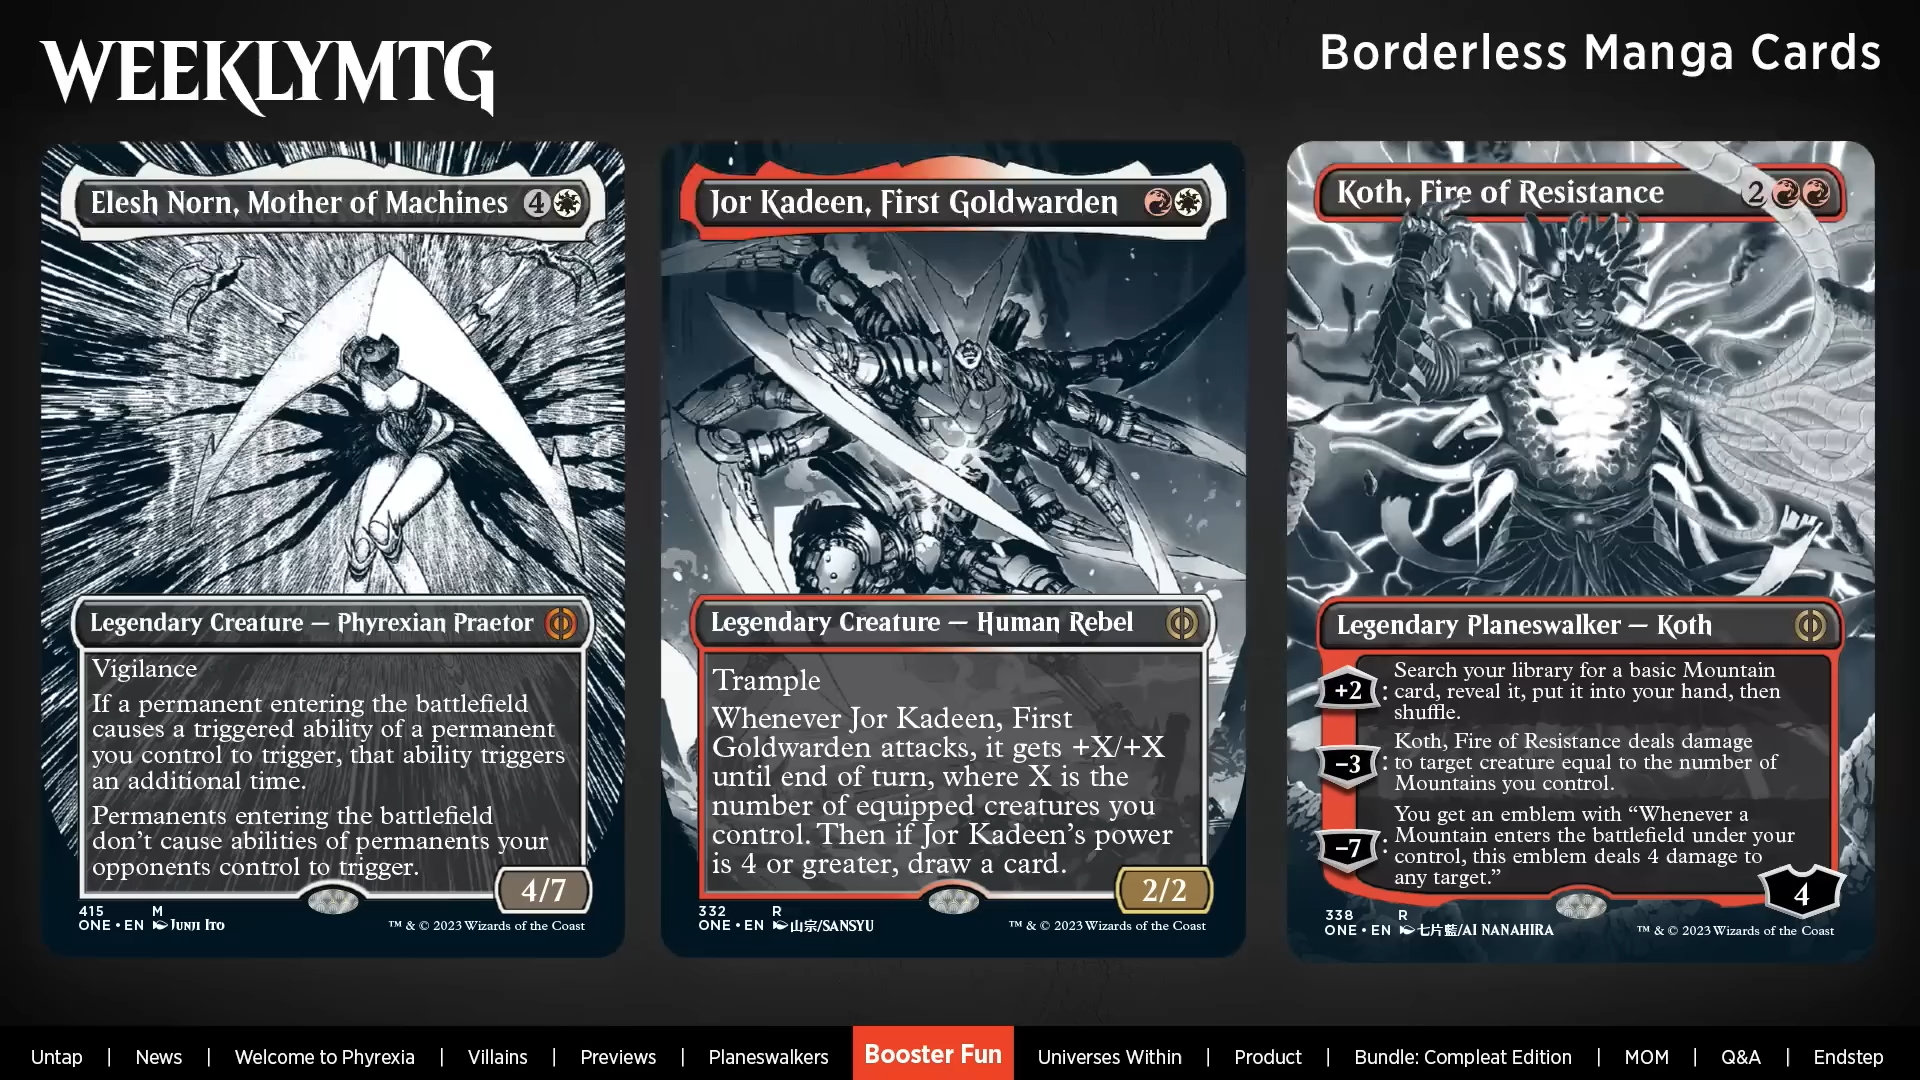 WEEKLYMTG
Borderless Manga Cards
Elesh Norn, Mother of Machines 4
Legendary Creature — Phyrexian Praetor
Vigilance
If a permanent entering the battlefield
causes a triggered ability of a permanent
you control to trigger, that ability triggers
an additional time.
Permanents entering the battlefield
don't cause abilities of permanents your
opponents control to trigger.
4/7
415 M
ONE • EN Junji Ito
™ & © 2023 Wizards of the Coast
Jor Kadeen, First Goldwarden
Legendary Creature — Human Rebel
Trample
Whenever Jor Kadeen, First
Goldwarden attacks, it gets +X/+X
until end of turn, where X is the
number of equipped creatures you
control. Then if Jor Kadeen's power
is 4 or greater, draw a card.
2/2
332 R
ONE • EN 山宗/SANSYU
™ & © 2023 Wizards of the Coast
Koth, Fire of Resistance 2
Legendary Planeswalker — Koth
+2 : Search your library for a basic Mountain
card, reveal it, put it into your hand, then
shuffle.
−3 : Koth, Fire of Resistance deals damage
to target creature equal to the number of
Mountains you control.
−7 : You get an emblem with “Whenever a
Mountain enters the battlefield under your
control, this emblem deals 4 damage to
any target.”
4
338 R
ONE • EN 七片藍/AI NANAHIRA
™ & © 2023 Wizards of the Coast
Untap | News | Welcome to Phyrexia | Villains | Previews | Planeswalkers Booster Fun Universes Within | Product | Bundle: Compleat Edition | MOM | Q&A | Endstep